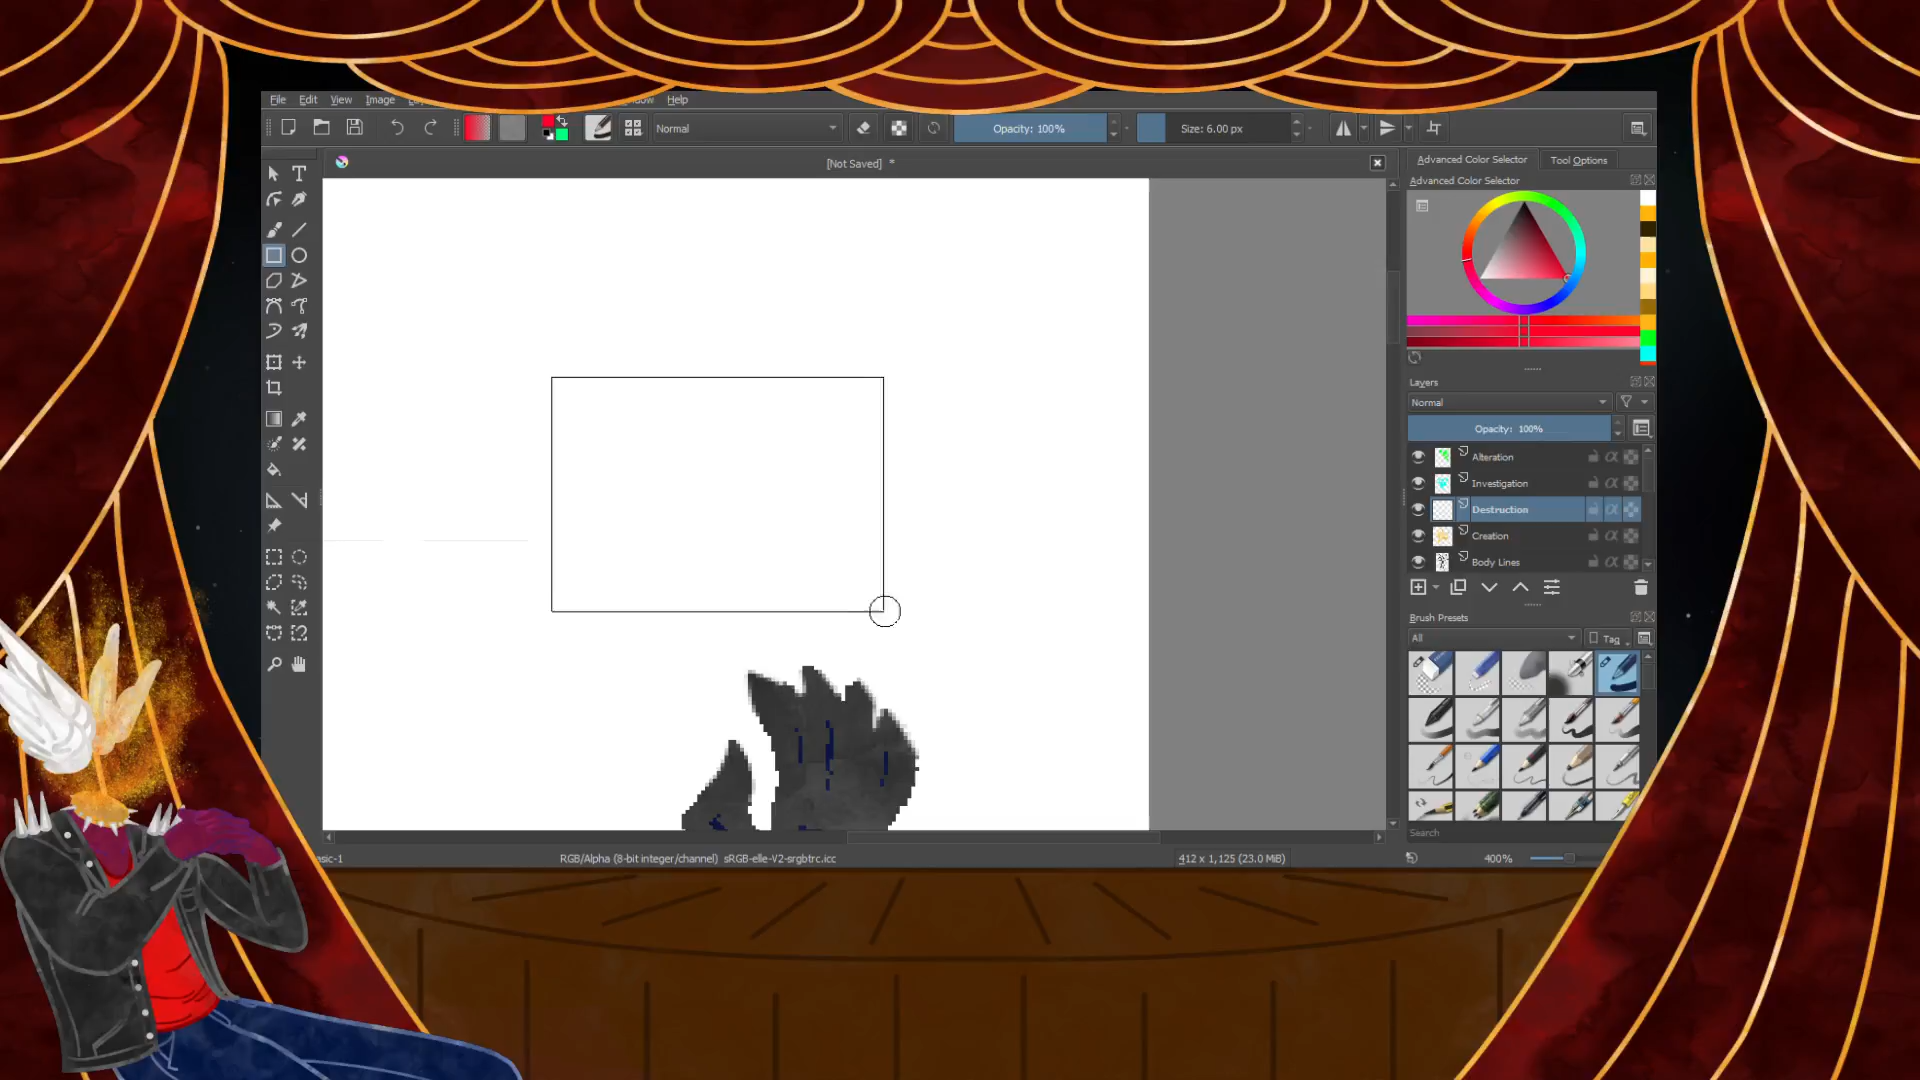 File Edit View Image Help
Normal
Opacity: 100%
Size: 6.00 px
[Not Saved] *
Advanced Color Selector
Tool Options
Advanced Color Selector
Layers
Normal
Opacity: 100%
Alteration
Investigation
Destruction
Creation
Body Lines
Brush Presets
All
Tag
Search
RGB/Alpha (8-bit integer/channel) sRGB-elle-V2-srgbtrc.icc
412 x 1,125 (23.0 MiB)
400%